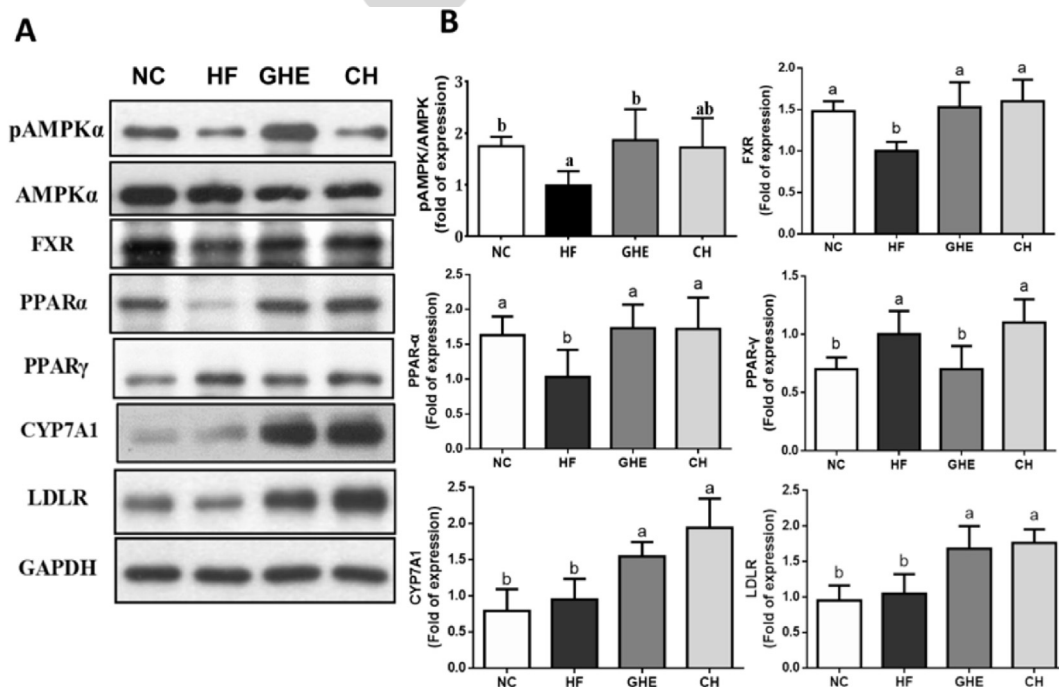 A
NC HF GHE CH
pAMPKα
AMPKα
FXR
PPARα
PPARγ
CYP7A1
LDLR
GAPDH
B
pAMPK/AMPK
(fold of expression)
3
2
1
0
b
a
b
ab
NC HF GHE CH
FXR
(Fold of expression)
2.0
1.5
1.0
0.5
0.0
a
b
a
a
NC HF GHE CH
PPAR-α
(Fold of expression)
2.5
2.0
1.5
1.0
0.5
0.0
a
b
a
a
NC HF GHE CH
PPAR-γ
(Fold of expression)
1.5
1.0
0.5
0.0
b
a
b
a
NC HF GHE CH
CYP7A1
(Fold of expression)
2.5
2.0
1.5
1.0
0.5
0.0
b
b
a
a
NC HF GHE CH
LDLR
(Fold of expression)
2.5
2.0
1.5
1.0
0.5
0.0
b
b
a
a
NC HF GHE CH